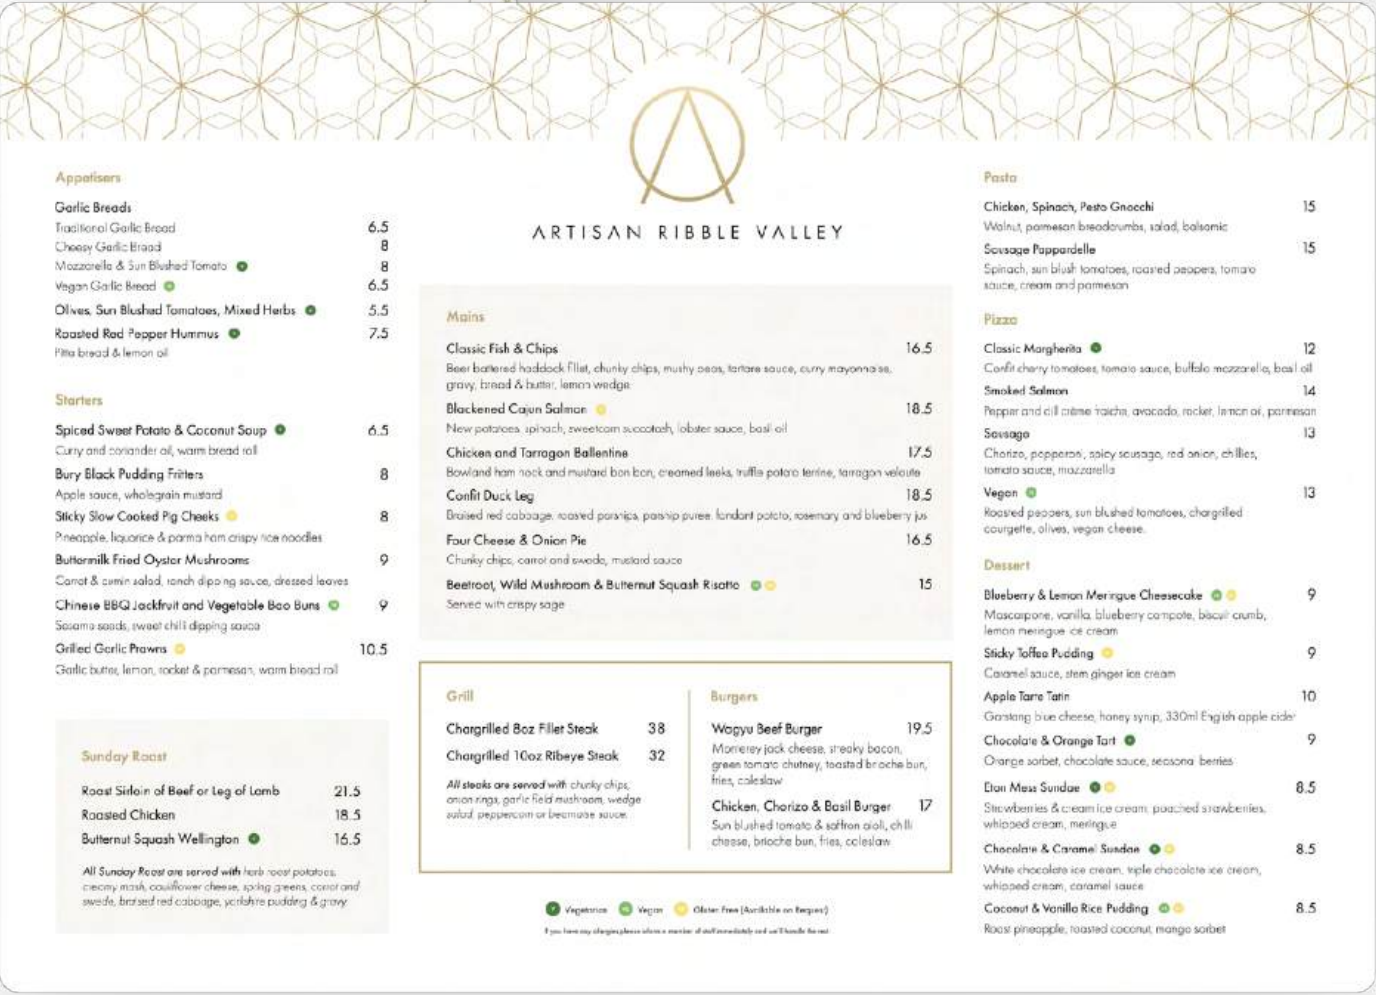 ARTISAN RIBBLE VALLEY
Appetisers
Garlic Breads
Traditional Garlic Bread 6.5
Cheesy Garlic Bread 8
Mozzarella & Sun Blushed Tomato 8
Vegan Garlic Bread 6.5
Olives, Sun Blushed Tomatoes, Mixed Herbs 5.5
Roasted Red Pepper Hummus 7.5
Pitta bread & lemon oil
Starters
Spiced Sweet Potato & Coconut Soup 6.5
Curry and coriander oil, warm bread roll
Bury Black Pudding Fritters 8
Apple sauce, wholegrain mustard
Sticky Slow Cooked Pig Cheeks 8
Pineapple, liquorice & parma ham crispy rice noodles
Buttermilk Fried Oyster Mushrooms 9
Carrot & cumin salad, ranch dipping sauce, dressed leaves
Chinese BBQ Jackfruit and Vegetable Bao Buns 9
Sesame seeds, sweet chilli dipping sauce
Grilled Garlic Prawns 10.5
Garlic butter, lemon, rocket & parmesan, warm bread roll
Sunday Roast
Roast Sirloin of Beef or Leg of Lamb 21.5
Roasted Chicken 18.5
Butternut Squash Wellington 16.5
All Sunday Roast are served with herb roast potatoes,
creamy mash, cauliflower cheese, spring greens, carrot and
swede, braised red cabbage, yorkshire pudding & gravy
Mains
Classic Fish & Chips 16.5
Beer battered haddock fillet, chunky chips, mushy peas, tartare sauce, curry mayonnaise,
gravy, bread & butter, lemon wedge
Blackened Cajun Salmon 18.5
New potatoes, spinach, sweetcorn succotash, lobster sauce, basil oil
Chicken and Tarragon Ballentine 17.5
Bowland ham hock and mustard bon bon, creamed leeks, truffle potato terrine, tarragon veloute
Confit Duck Leg 18.5
Braised red cabbage, roasted parsnips, parsnip puree, fondant potato, rosemary and blueberry jus
Four Cheese & Onion Pie 16.5
Chunky chips, carrot and swede, mustard sauce
Beetroot, Wild Mushroom & Butternut Squash Risotto 15
Served with crispy sage
Grill
Chargrilled 8oz Fillet Steak 38
Chargrilled 10oz Ribeye Steak 32
All steaks are served with chunky chips,
onion rings, garlic field mushroom, wedge
salad, peppercorn or bearnaise sauce.
Burgers
Wagyu Beef Burger 19.5
Monterey jack cheese, streaky bacon,
green tomato chutney, toasted brioche bun,
fries, coleslaw
Chicken, Chorizo & Basil Burger 17
Sun blushed tomato & saffron aioli, chilli
cheese, brioche bun, fries, coleslaw
Vegetarian Vegan Gluten Free (Available on Request)
If you have any allergies please inform a member of staff immediately and we'll handle the rest
Pasta
Chicken, Spinach, Pesto Gnocchi 15
Walnut, parmesan breadcrumbs, salad, balsamic
Sausage Pappardelle 15
Spinach, sun blush tomatoes, roasted peppers, tomato
sauce, cream and parmesan
Pizza
Classic Margherita 12
Confit cherry tomatoes, tomato sauce, buffalo mozzarella, basil oil
Smoked Salmon 14
Pepper and dill crème fraiche, avocado, rocket, lemon oil, parmesan
Sausage 13
Chorizo, pepperoni, spicy sausage, red onion, chillies,
tomato sauce, mozzarella
Vegan 13
Roasted peppers, sun blushed tomatoes, chargrilled
courgette, olives, vegan cheese.
Dessert
Blueberry & Lemon Meringue Cheesecake 9
Mascarpone, vanilla, blueberry compote, biscuit crumb,
lemon meringue ice cream
Sticky Toffee Pudding 9
Caramel sauce, stem ginger ice cream
Apple Tarte Tatin 10
Garstang blue cheese, honey syrup, 330ml English apple cider
Chocolate & Orange Tart 9
Orange sorbet, chocolate sauce, seasonal berries
Eton Mess Sundae 8.5
Strawberries & cream ice cream, poached strawberries,
whipped cream, meringue
Chocolate & Caramel Sundae 8.5
White chocolate ice cream, triple chocolate ice cream,
whipped cream, caramel sauce
Coconut & Vanilla Rice Pudding 8.5
Roast pineapple, toasted coconut, mango sorbet